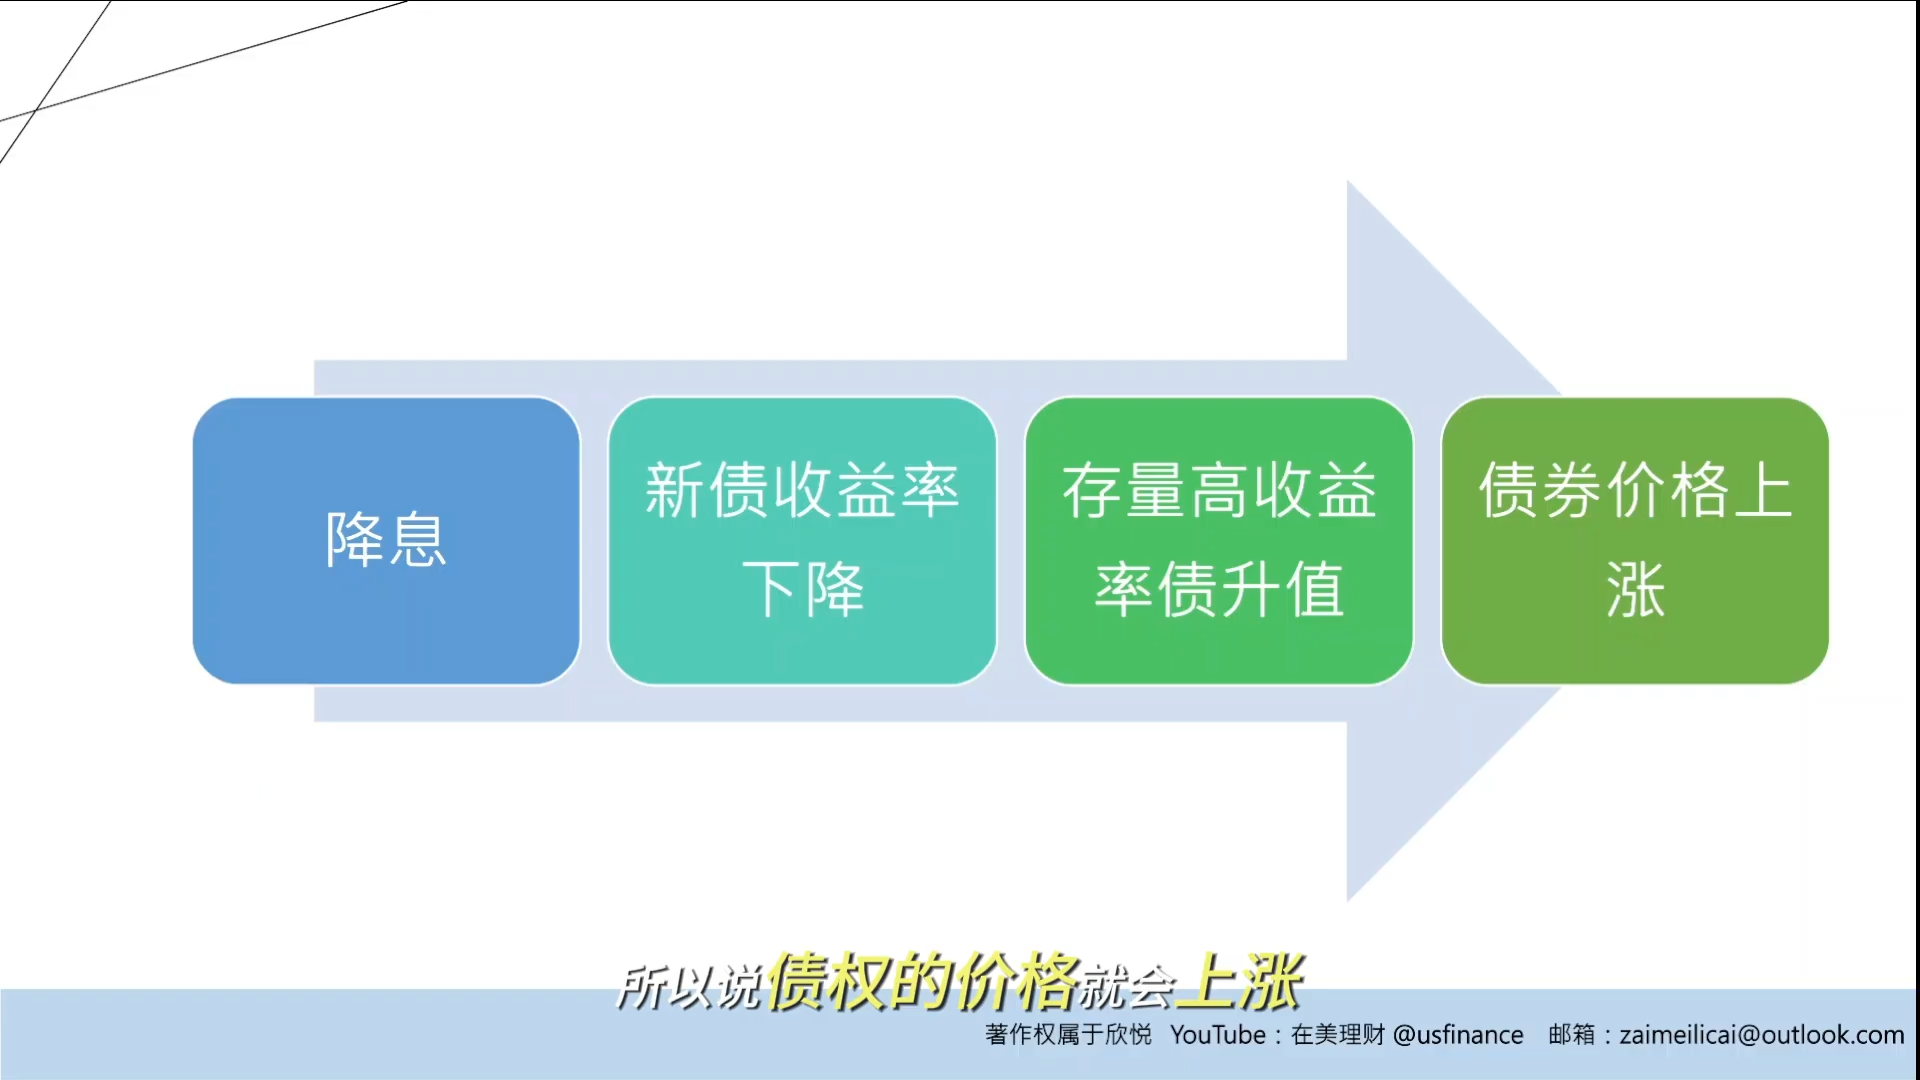 降息
新债收益率
下降
存量高收益
率债升值
债券价格上
涨
所以说债权的价格就会上涨
著作权属于欣悦 YouTube：在美理财 @usfinance 邮箱：zaimeilicai@outlook.com